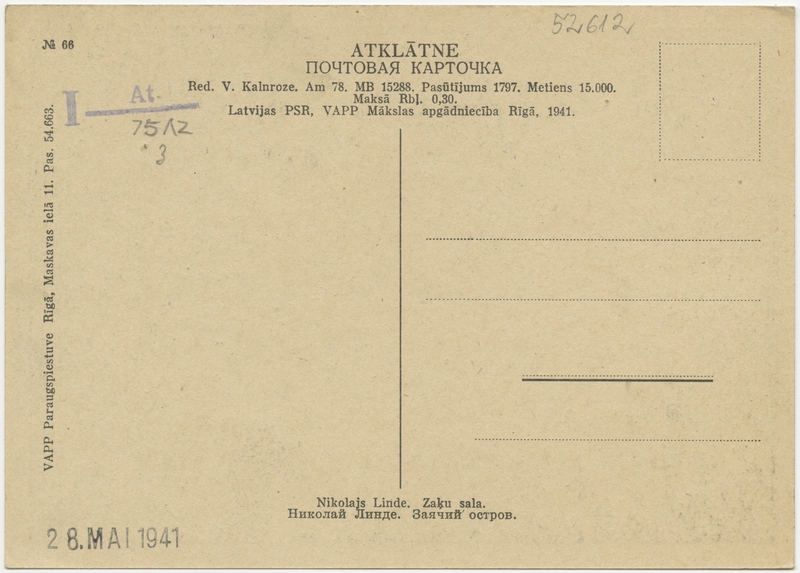 52612
№ 66
ATKLĀTNE
ПОЧТОВАЯ КАРТОЧКА
Red. V. Kalnroze. Am 78. MB 15288. Pasūtījums 1797. Metiens 15.000.
Maksā Rbļ. 0,30.
Latvijas PSR, VAPP Mākslas apgādniecība Rīgā, 1941.
I At.
7512
3
VAPP Paraugspiestuve Rīgā, Maskavas ielā 11. Pas. 54.663.
Nikolajs Linde. Zaķu sala.
Николай Линде. Заячий остров.
28.MAI 1941